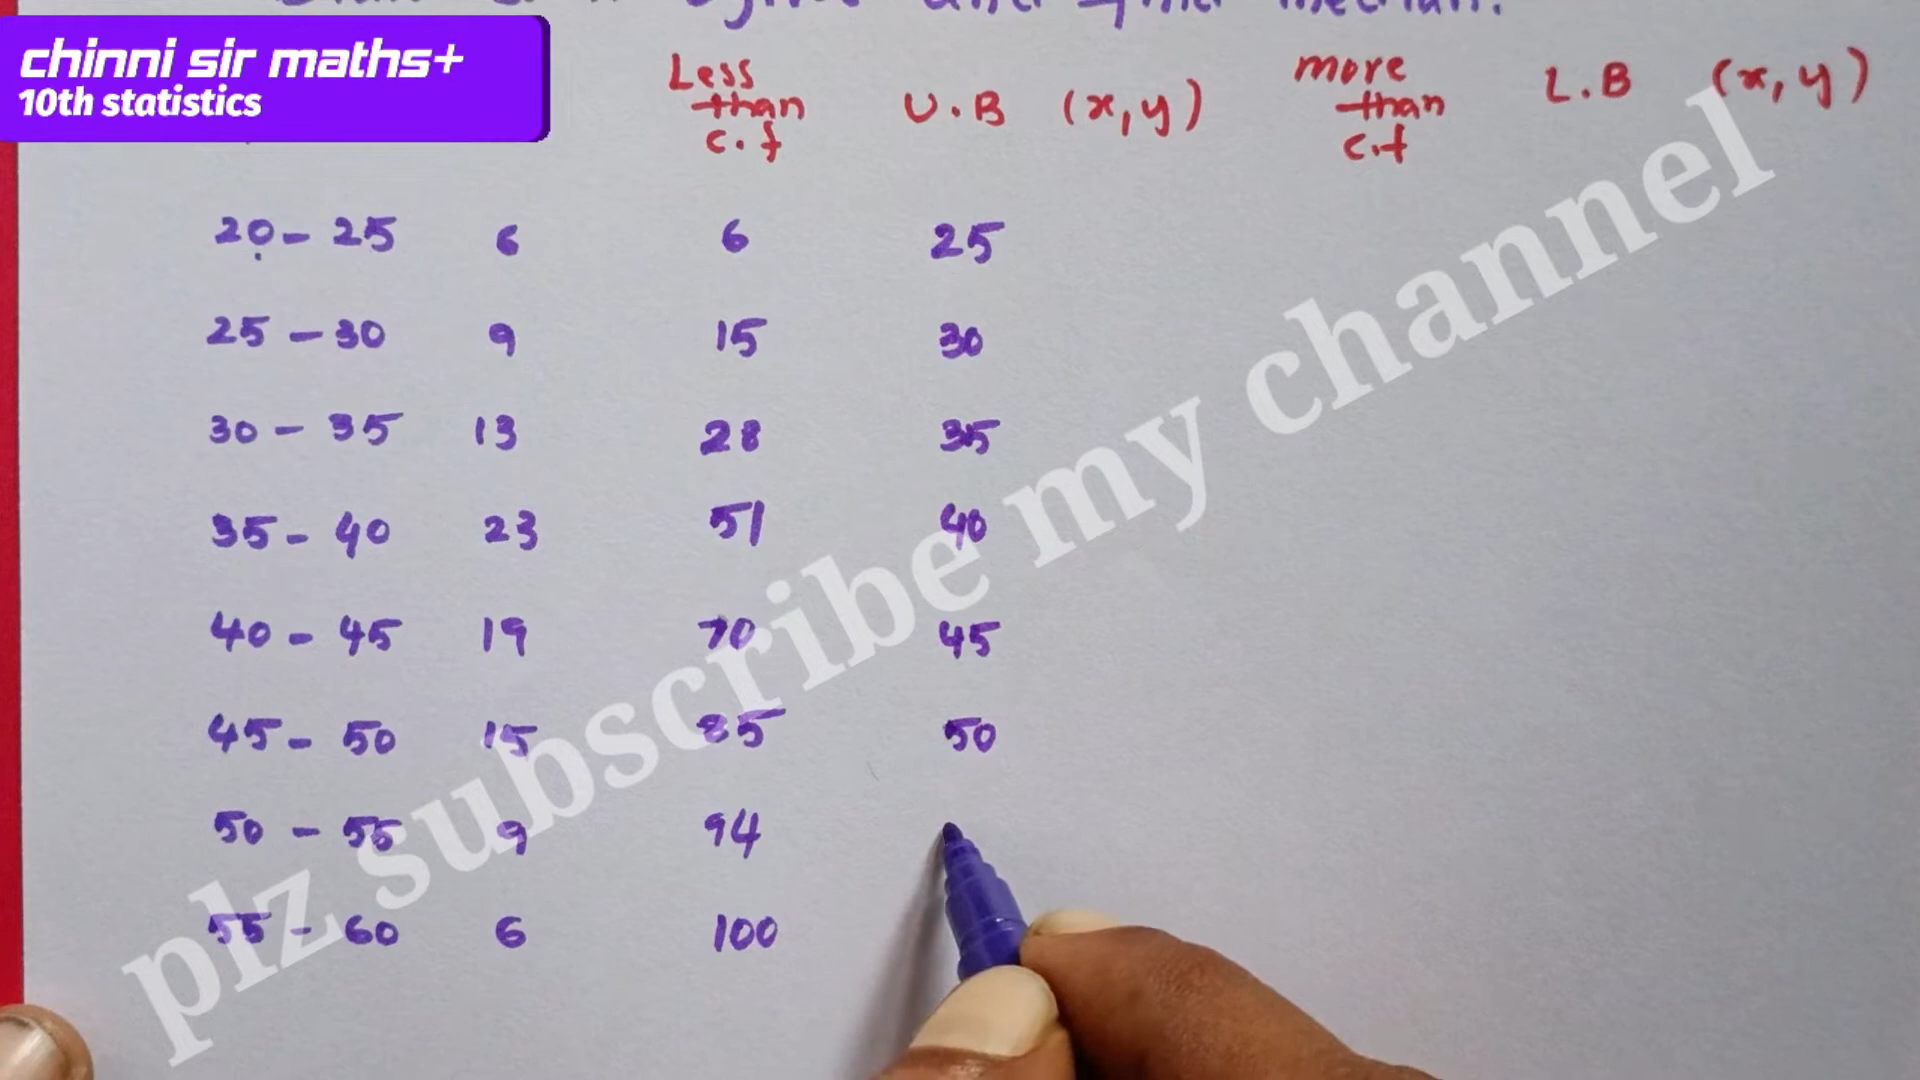 chinni sir maths+
10th statistics
Less than c.f U.B (x,y) more than c.f L.B (x,y)
20 - 25 6 6 25
25 - 30 9 15 30
30 - 35 13 28 35
35 - 40 23 51 40
40 - 45 19 70 45
45 - 50 15 85 50
50 - 55 9 94
55 - 60 6 100
plz subscribe my channel